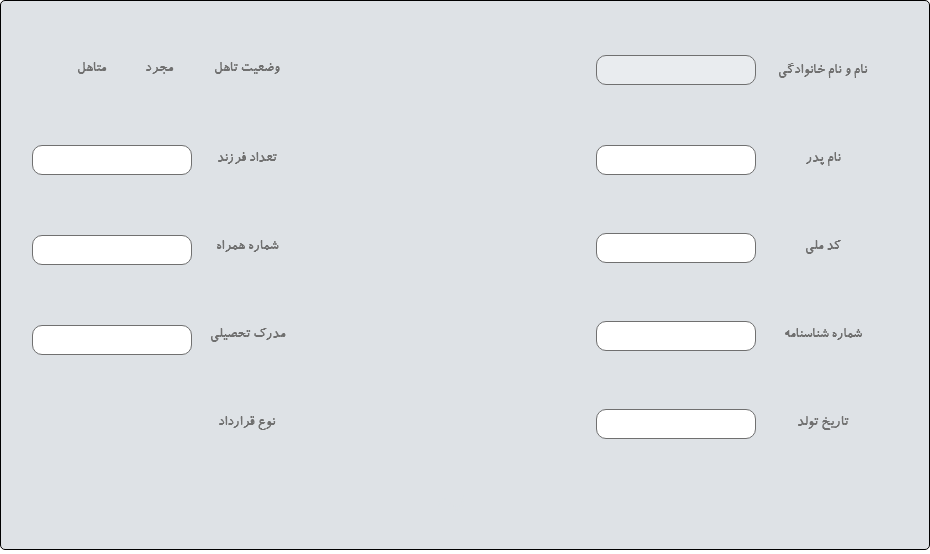 نام و نام خانوادگی
وضعیت تاهل مجرد متاهل
نام پدر
تعداد فرزند
کد ملی
شماره همراه
شماره شناسنامه
مدرک تحصیلی
تاریخ تولد
نوع قرارداد